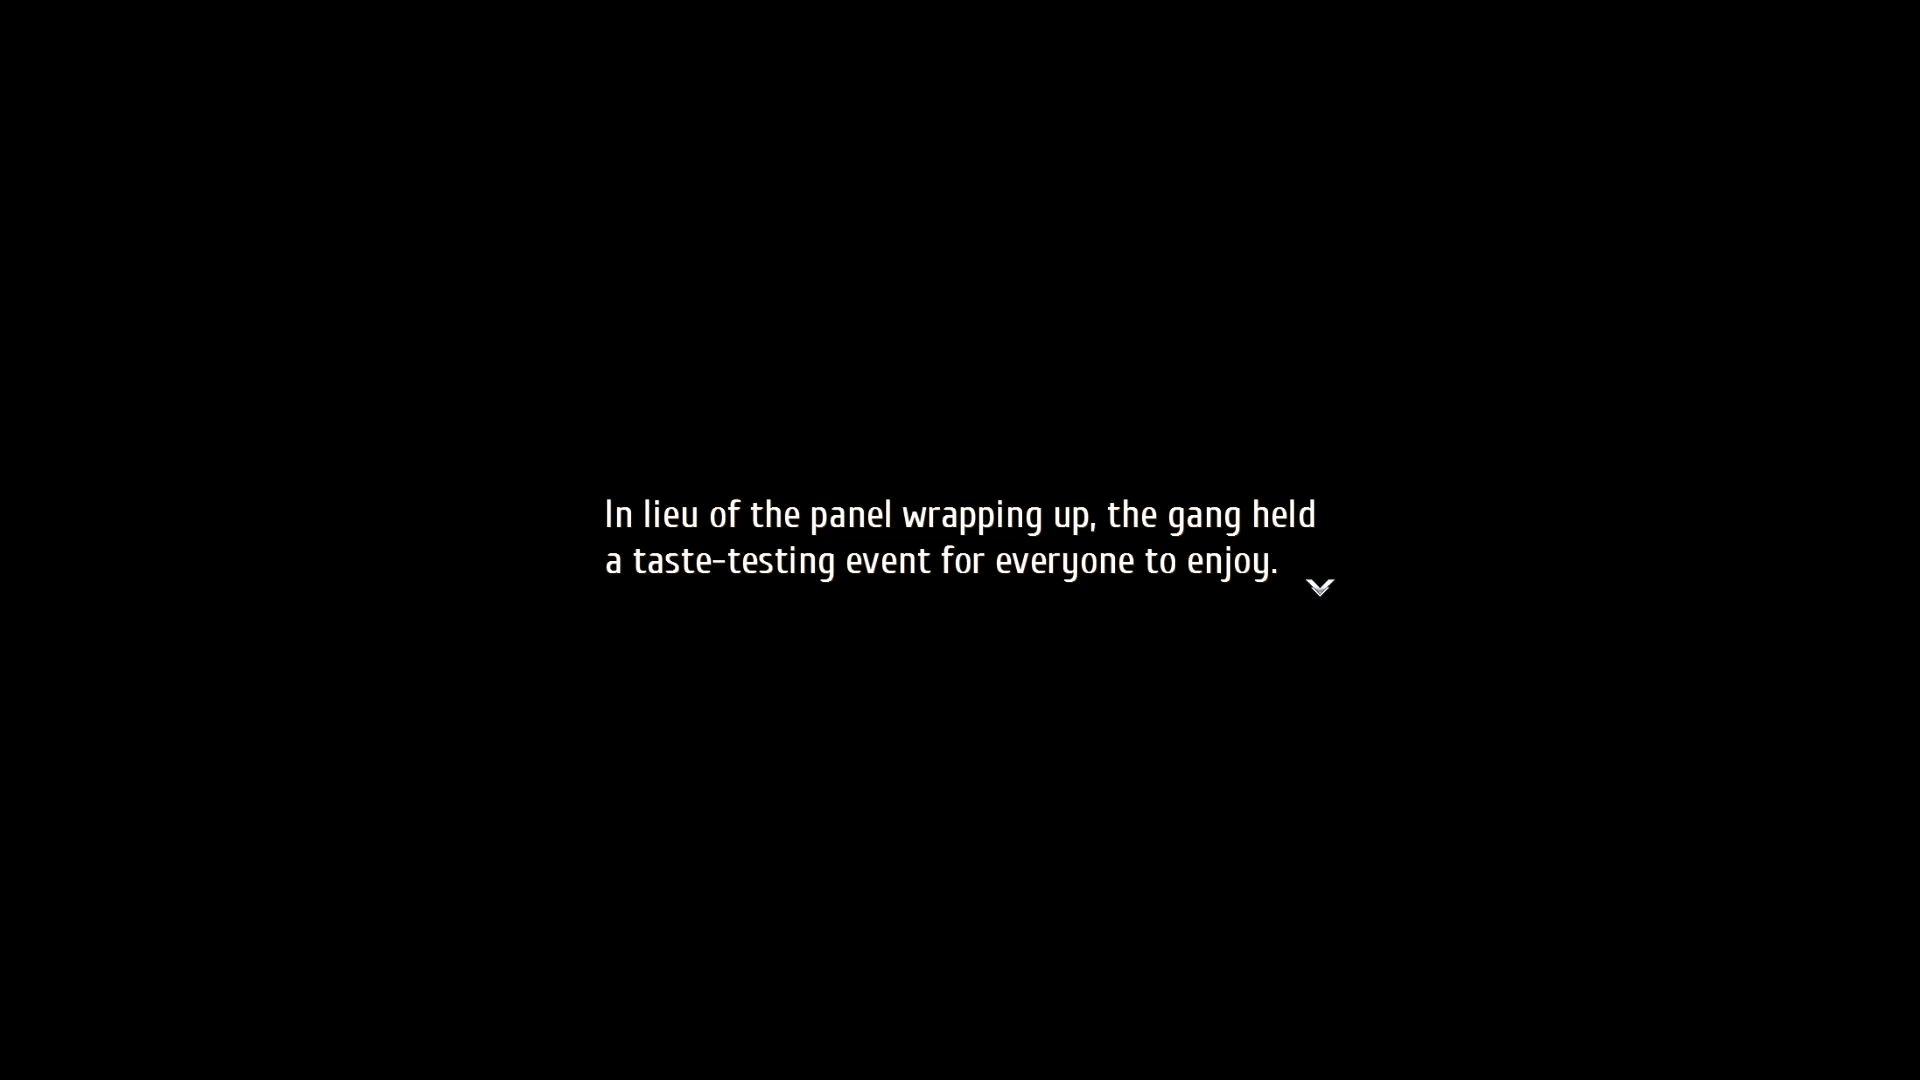 In lieu of the panel wrapping up, the gang held
a taste-testing event for everyone to enjoy.